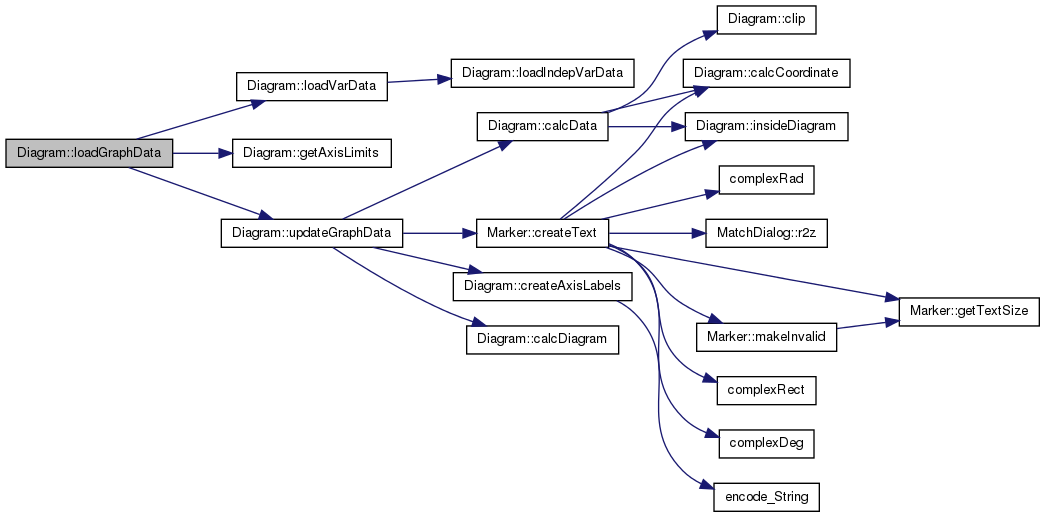 Diagram::loadGraphData
Diagram::loadVarData
Diagram::loadIndepVarData
Diagram::getAxisLimits
Diagram::updateGraphData
Diagram::calcData
Diagram::clip
Diagram::calcCoordinate
Diagram::insideDiagram
Marker::createText
complexRad
MatchDialog::r2z
Marker::getTextSize
Marker::makeInvalid
complexRect
complexDeg
Diagram::createAxisLabels
encode_String
Diagram::calcDiagram